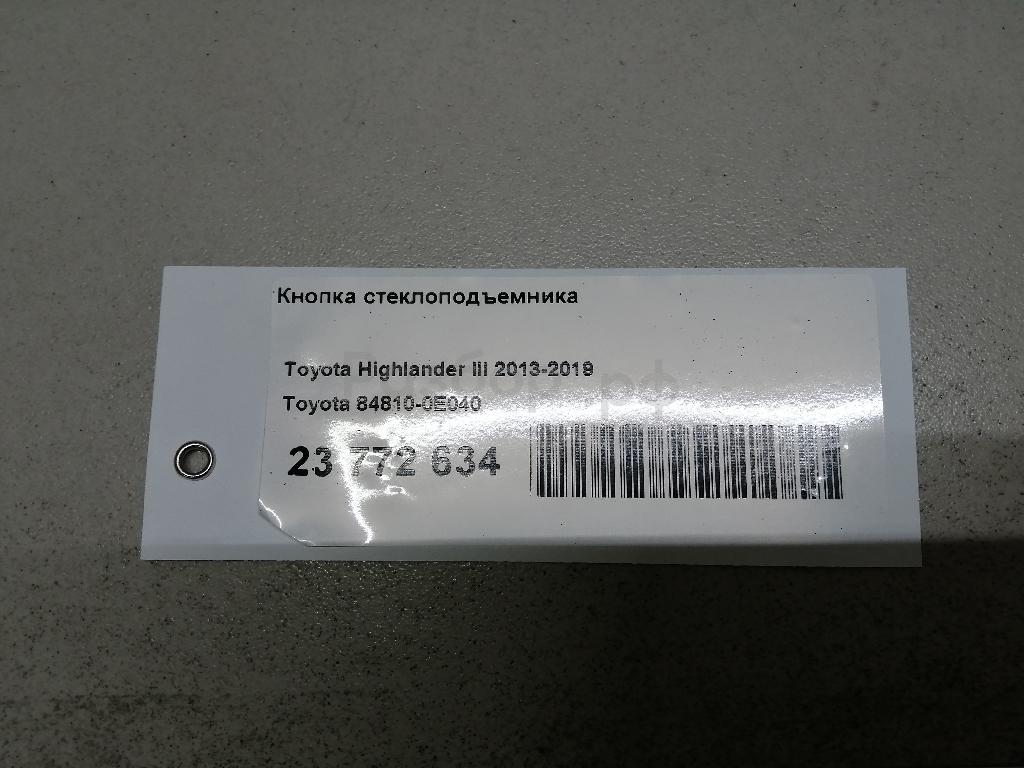 Кнопка стеклоподъемника
Toyota Highlander III 2013-2019
Toyota 84810-0E040
23 772 634